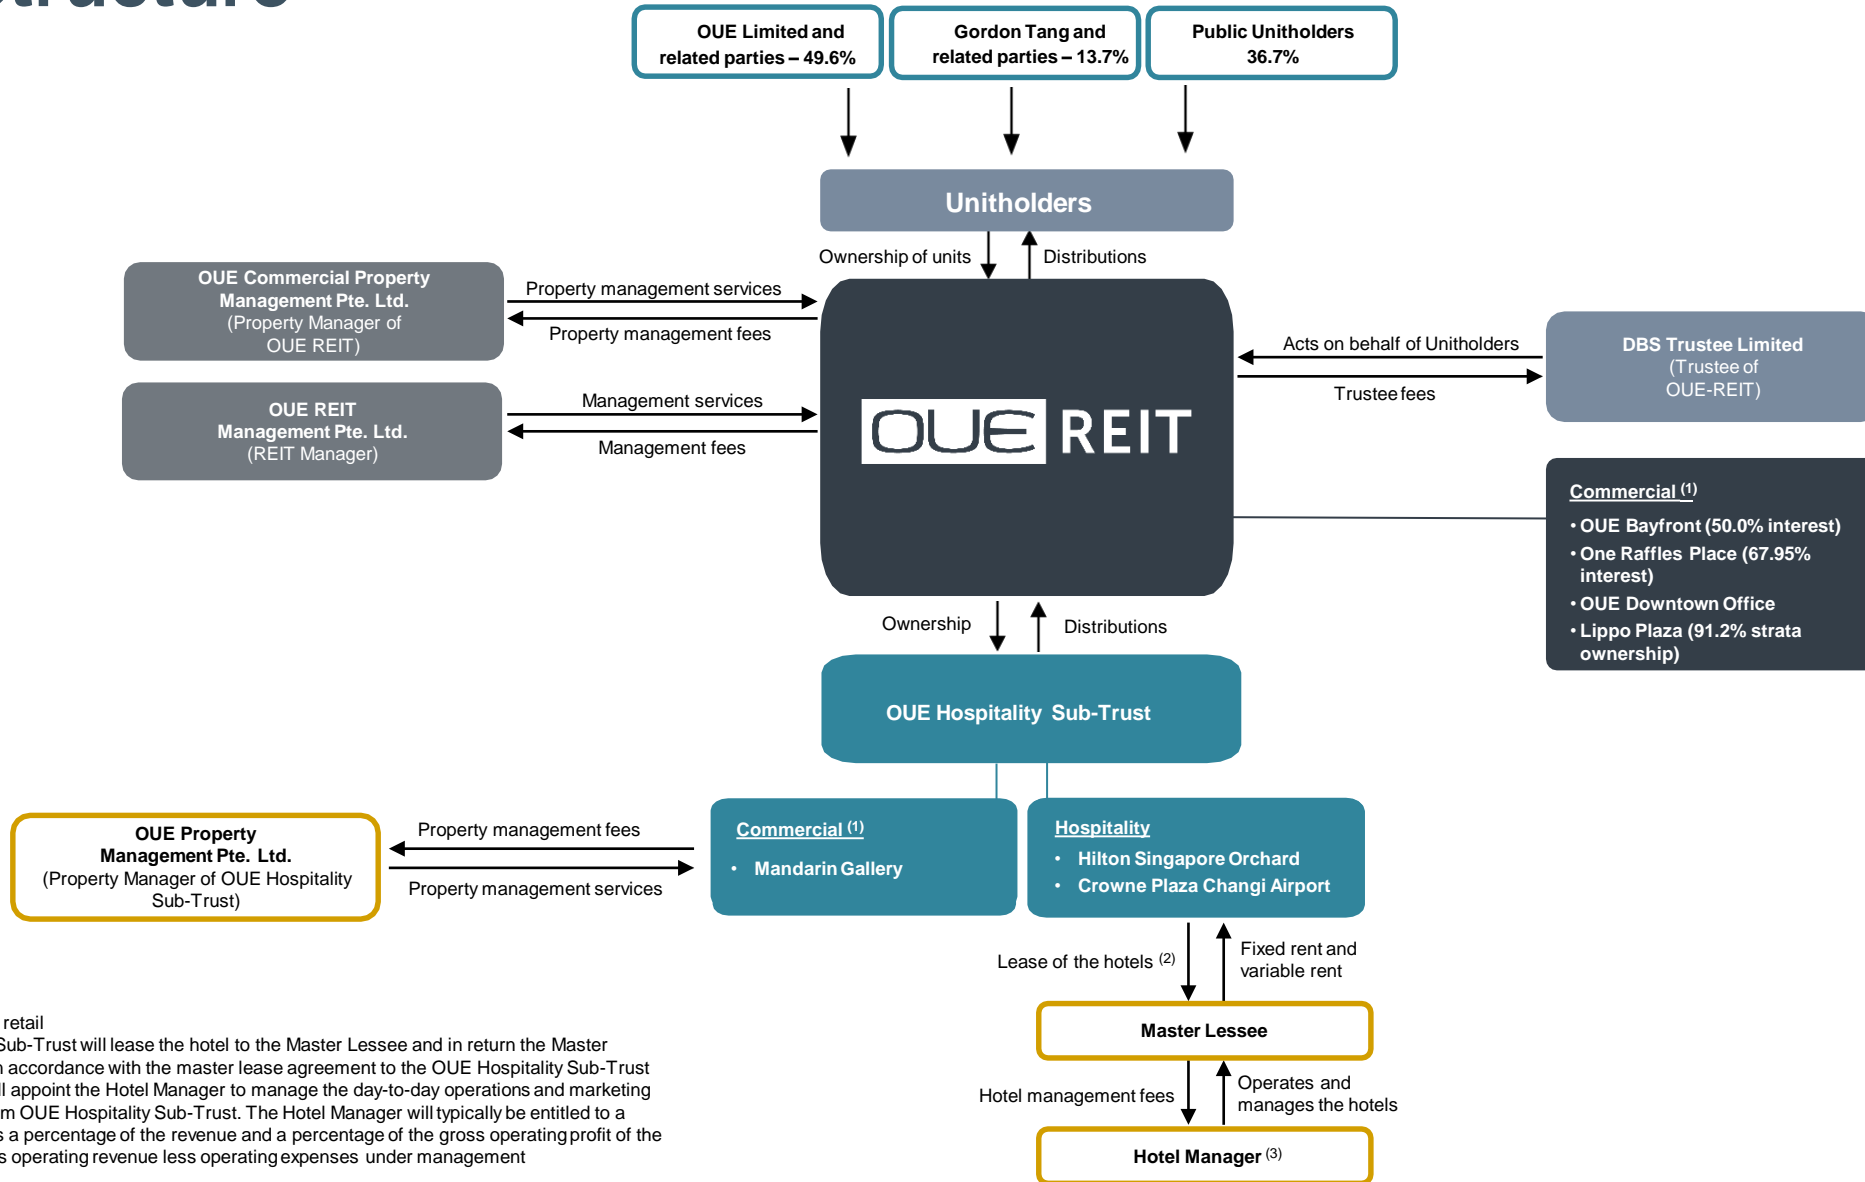 OUE Limited and
related parties – 49.6%
Gordon Tang and
related parties – 13.7%
Public Unitholders
36.7%
Unitholders
Ownership of units
Distributions
OUE Commercial Property
Management Pte. Ltd.
(Property Manager of
OUE REIT)
Property management services
Property management fees
OUE REIT
Management Pte. Ltd.
(REIT Manager)
Management services
Management fees
OUE REIT
Acts on behalf of Unitholders
Trustee fees
DBS Trustee Limited
(Trustee of
OUE-REIT)
Commercial (1)
• OUE Bayfront (50.0% interest)
• One Raffles Place (67.95%
interest)
• OUE Downtown Office
• Lippo Plaza (91.2% strata
ownership)
Ownership
Distributions
OUE Hospitality Sub-Trust
OUE Property
Management Pte. Ltd.
(Property Manager of OUE Hospitality
Sub-Trust)
Property management fees
Property management services
Commercial (1)
• Mandarin Gallery
Hospitality
• Hilton Singapore Orchard
• Crowne Plaza Changi Airport
Lease of the hotels (2)
Fixed rent and
variable rent
Master Lessee
Hotel management fees
Operates and
manages the hotels
Hotel Manager (3)
retail
Sub-Trust will lease the hotel to the Master Lessee and in return the Master
accordance with the master lease agreement to the OUE Hospitality Sub-Trust
appoint the Hotel Manager to manage the day-to-day operations and marketing
OUE Hospitality Sub-Trust. The Hotel Manager will typically be entitled to a
a percentage of the revenue and a percentage of the gross operating profit of the
operating revenue less operating expenses under management